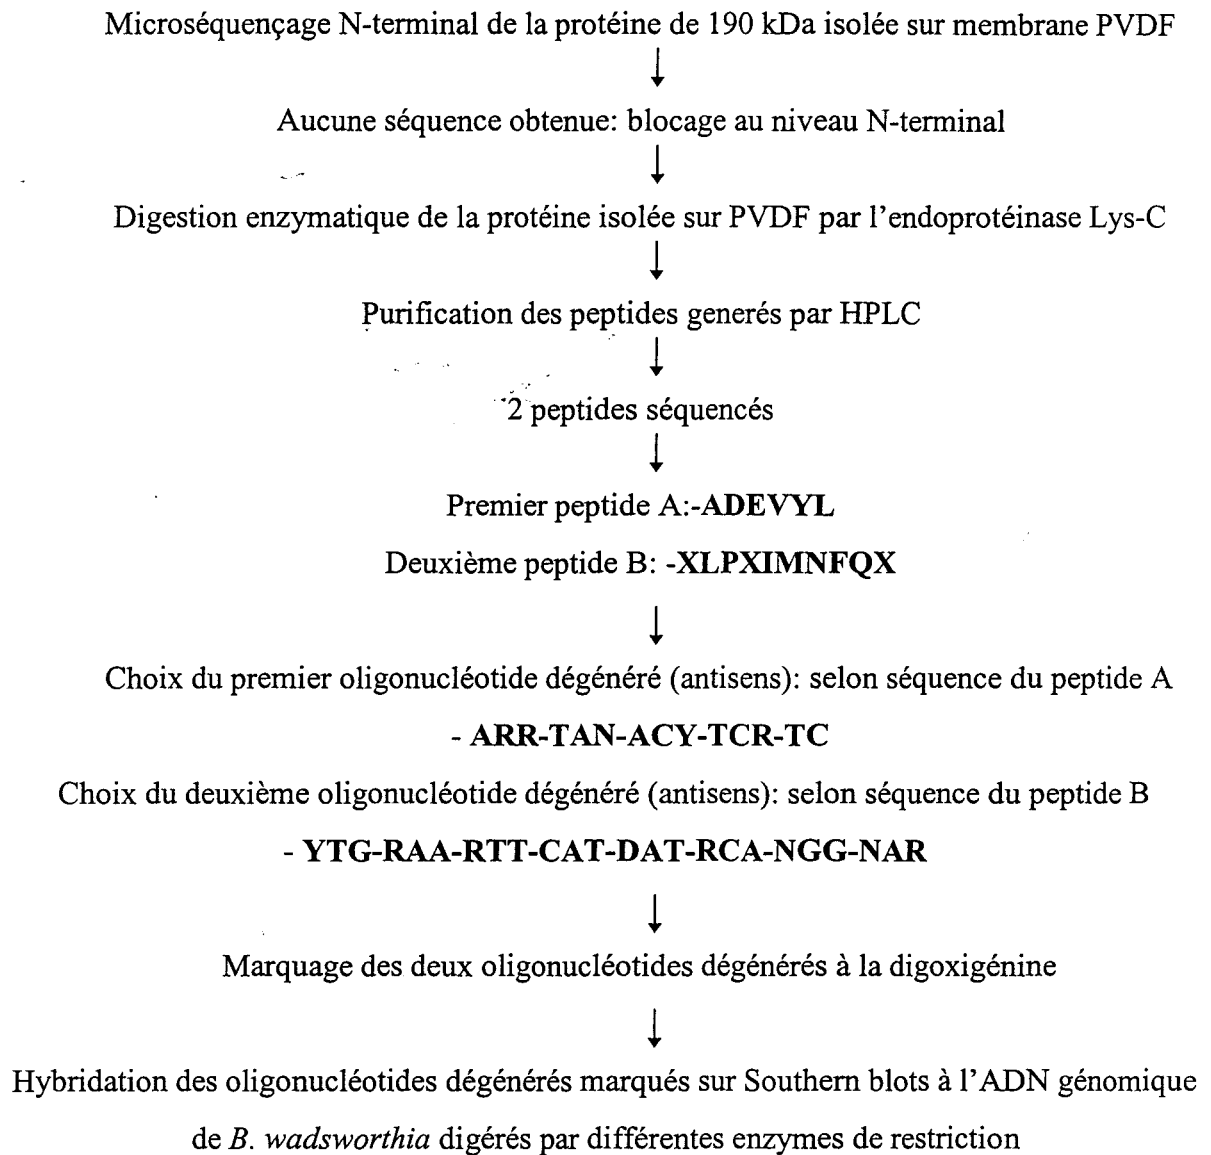 Microséquençage N-terminal de la protéine de 190 kDa isolée sur membrane PVDF
↓
Aucune séquence obtenue: blocage au niveau N-terminal
↓
Digestion enzymatique de la protéine isolée sur PVDF par l'endoprotéinase Lys-C
↓
Purification des peptides generés par HPLC
↓
2 peptides séquencés
↓
Premier peptide A:-ADEVYL
Deuxième peptide B: -XLPXIMNFQX
↓
Choix du premier oligonucléotide dégénéré (antisens): selon séquence du peptide A
- ARR-TAN-ACY-TCR-TC
Choix du deuxième oligonucléotide dégénéré (antisens): selon séquence du peptide B
- YTG-RAA-RTT-CAT-DAT-RCA-NGG-NAR
↓
Marquage des deux oligonucléotides dégénérés à la digoxigénine
↓
Hybridation des oligonucléotides dégénérés marqués sur Southern blots à l'ADN génomique
de B. wadsworthia digérés par différentes enzymes de restriction